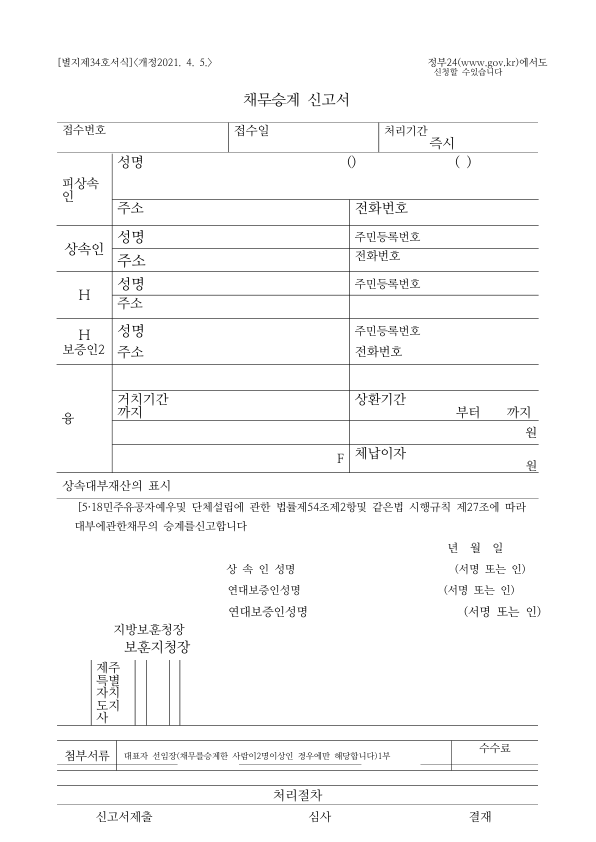 [별지제34호서식]<개정2021. 4. 5.>
정부24(www.gov.kr)에서도
신청할 수있습니다
채무승계 신고서
접수번호 접수일 처리기간
즉시
피상속
인
성명 () ( )
주소 전화번호
상속인
성명 주민등록번호
주소 전화번호
H
성명 주민등록번호
주소
H
보증인2
성명 주민등록번호
주소 전화번호
융
거치기간
까지
상환기간
부터 까지
원
F 체납이자
원
상속대부재산의 표시
[5·18민주유공자예우및 단체설립에 관한 법률제54조제2항및 같은법 시행규칙 제27조에 따라
대부에관한채무의 승계를신고합니다
년 월 일
상 속 인 성명 (서명 또는 인)
연대보증인성명 (서명 또는 인)
연대보증인성명 (서명 또는 인)
지방보훈청장
보훈지청장
제주
특별
자치
도지
사
첨부서류 대표자 선임장(채무를승계한 사람이2명이상인 경우에만 해당합니다)1부 수수료
처리절차
신고서제출 심사 결재